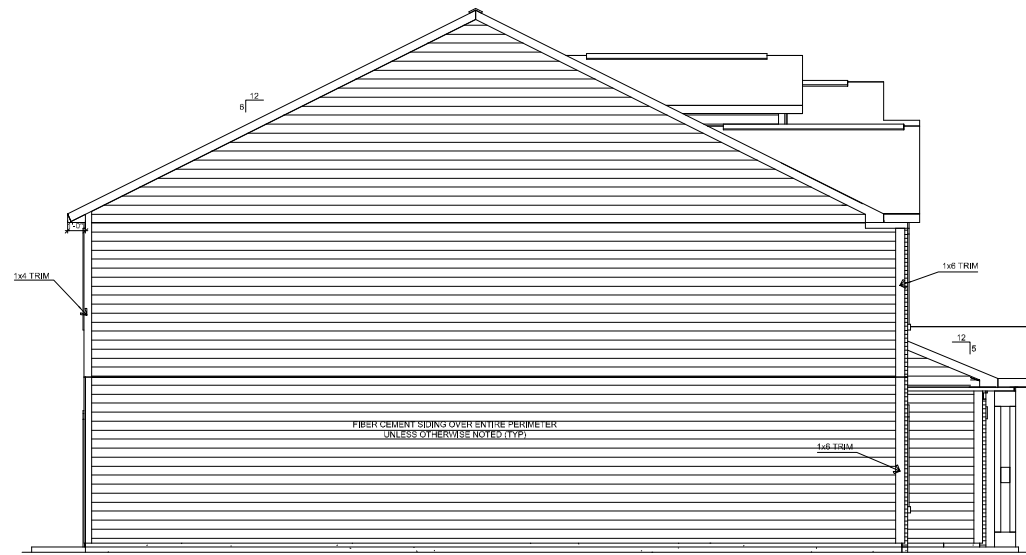 12
6
1'-0"
1x4 TRIM
1x6 TRIM
12
5
FIBER CEMENT SIDING OVER ENTIRE PERIMETER
UNLESS OTHERWISE NOTED (TYP)
1x6 TRIM